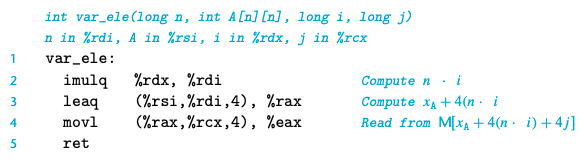 int var_ele(long n, int A[n][n], long i, long j)
n in %rdi, A in %rsi, i in %rdx, j in %rcx
1 var_ele:
2 imulq %rdx, %rdi Compute n · i
3 leaq (%rsi,%rdi,4), %rax Compute xA + 4(n · i
4 movl (%rax,%rcx,4), %eax Read from M[xA + 4(n · i) + 4j]
5 ret